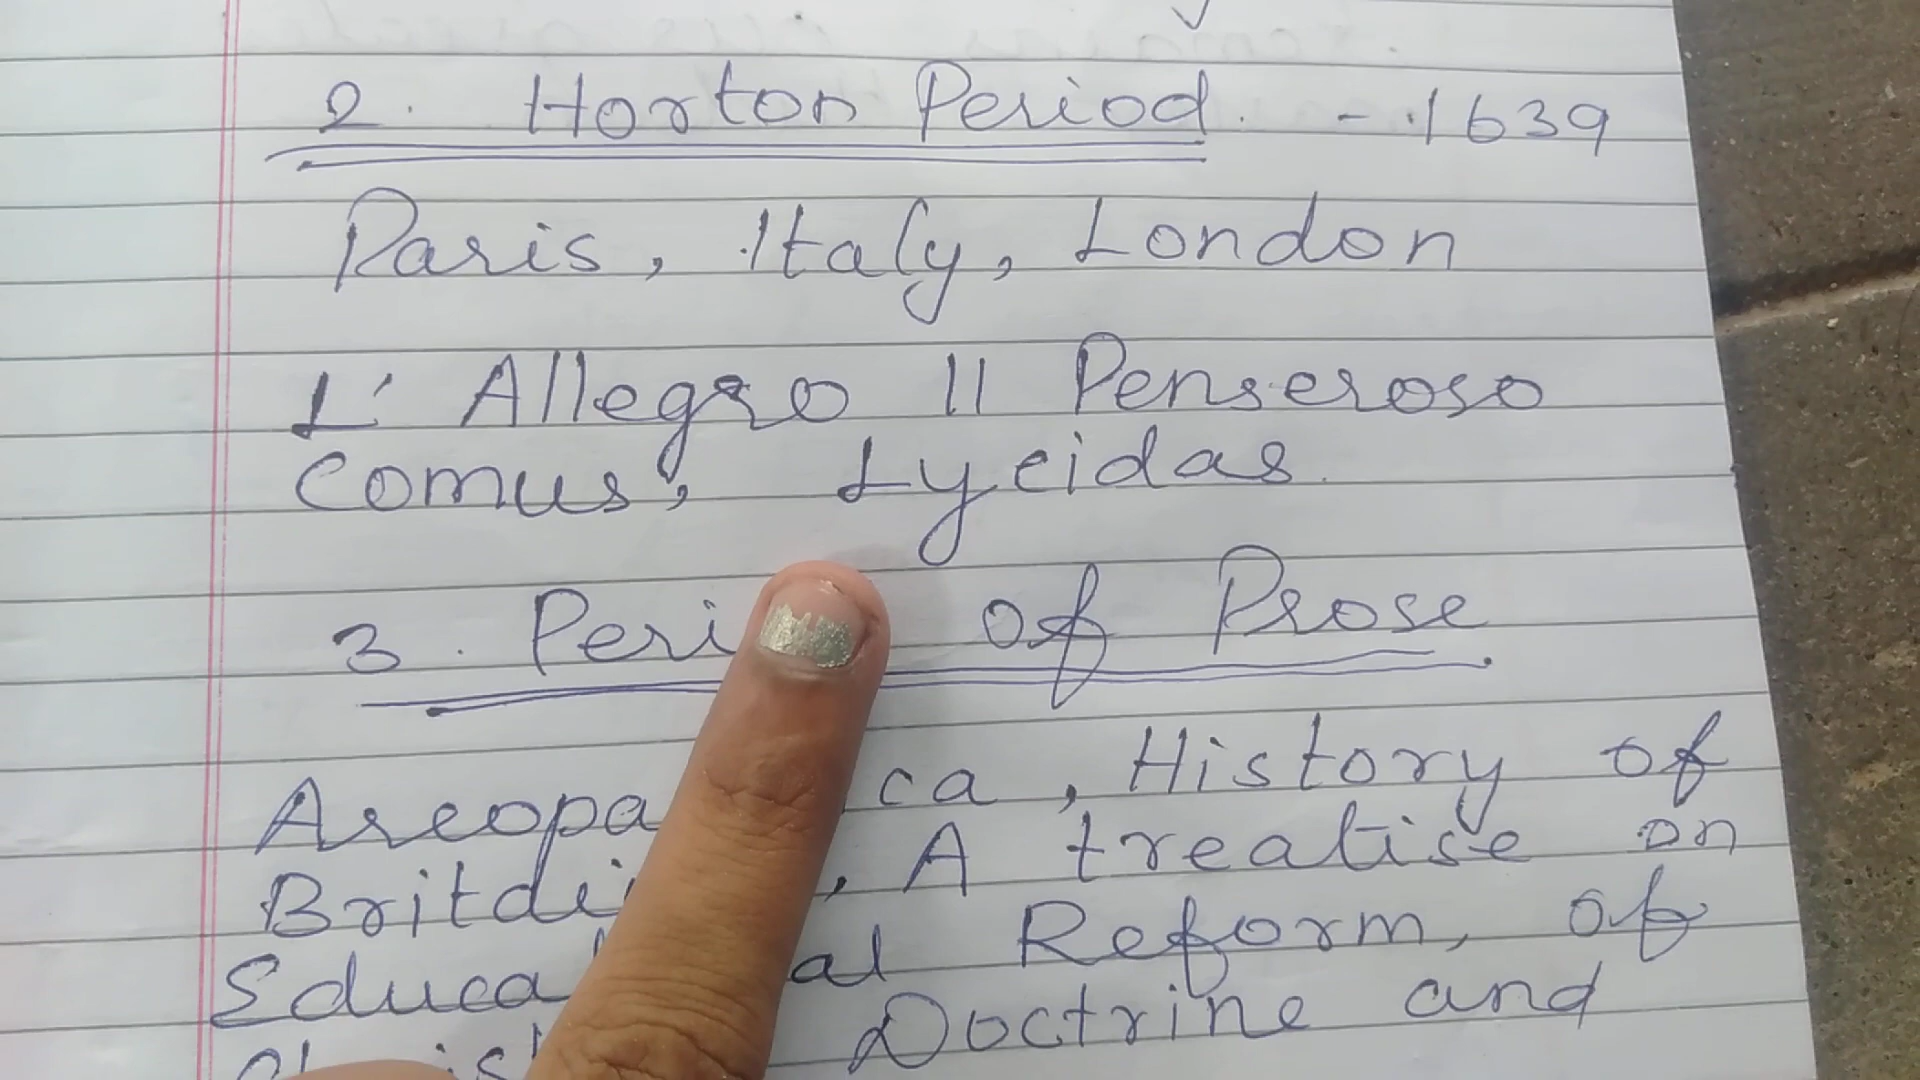 2. Horton Period. - 1639
Paris, Italy, London
L' Allegro Il Penseroso
Comus, Lycidas.
3. Peri of Prose
Areopa ca, History of
Britai , A treatise on
Educa al Reform, of
Doctrine and